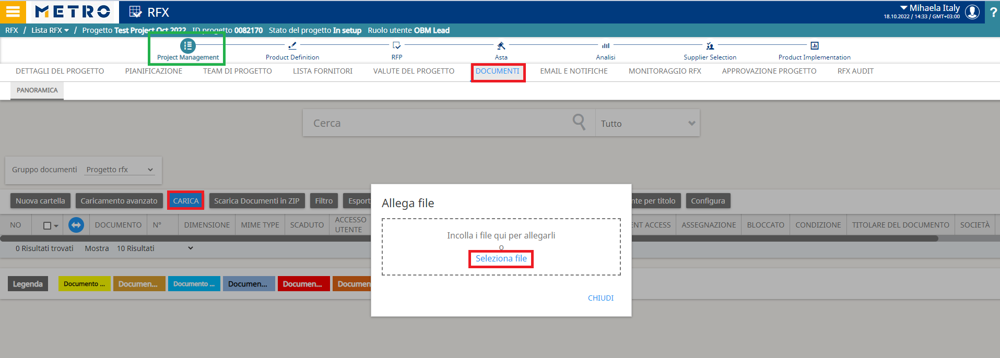 METRO RFX Mihaela Italy ?
18.10.2022 / 14:33 / GMT+03:00
RFX / Lista RFX / Progetto Test Project Oct 2022 ID progetto 0082170 Stato del progetto In setup Ruolo utente OBM Lead
Project Management Product Definition RFP Asta Analisi Supplier Selection Product Implementation
DETTAGLI DEL PROGETTO PIANIFICAZIONE TEAM DI PROGETTO LISTA FORNITORI VALUTE DEL PROGETTO DOCUMENTI EMAIL E NOTIFICHE MONITORAGGIO RFX APPROVAZIONE PROGETTO RFX AUDIT
PANORAMICA
Cerca Tutto
Gruppo documenti Progetto rfx
Nuova cartella Caricamento avanzato CARICA Scarica Documenti in ZIP Filtro Esport nte per titolo Configura
NO DOCUMENTO N° DIMENSIONE MIME TYPE SCADUTO ACCESSO UTENTE ENT ACCESS ASSEGNAZIONE BLOCCATO CONDIZIONE TITOLARE DEL DOCUMENTO SOCIETÀ
0 Risultati trovati Mostra 10 Risultati
Legenda Documento ... Documen... Documento ... Documen... Documen... Documen
Allega file
Incolla i file qui per allegarli
o
Seleziona file
CHIUDI